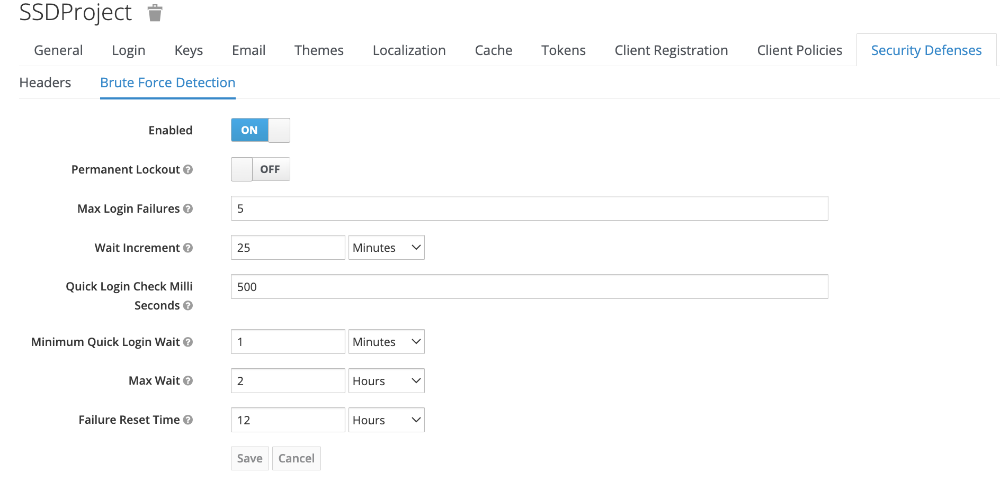 SSDProject
General Login Keys Email Themes Localization Cache Tokens Client Registration Client Policies Security Defenses
Headers Brute Force Detection
Enabled ON
Permanent Lockout ? OFF
Max Login Failures ? 5
Wait Increment ? 25 Minutes
Quick Login Check Milli 500
Seconds ?
Minimum Quick Login Wait ? 1 Minutes
Max Wait ? 2 Hours
Failure Reset Time ? 12 Hours
Save Cancel